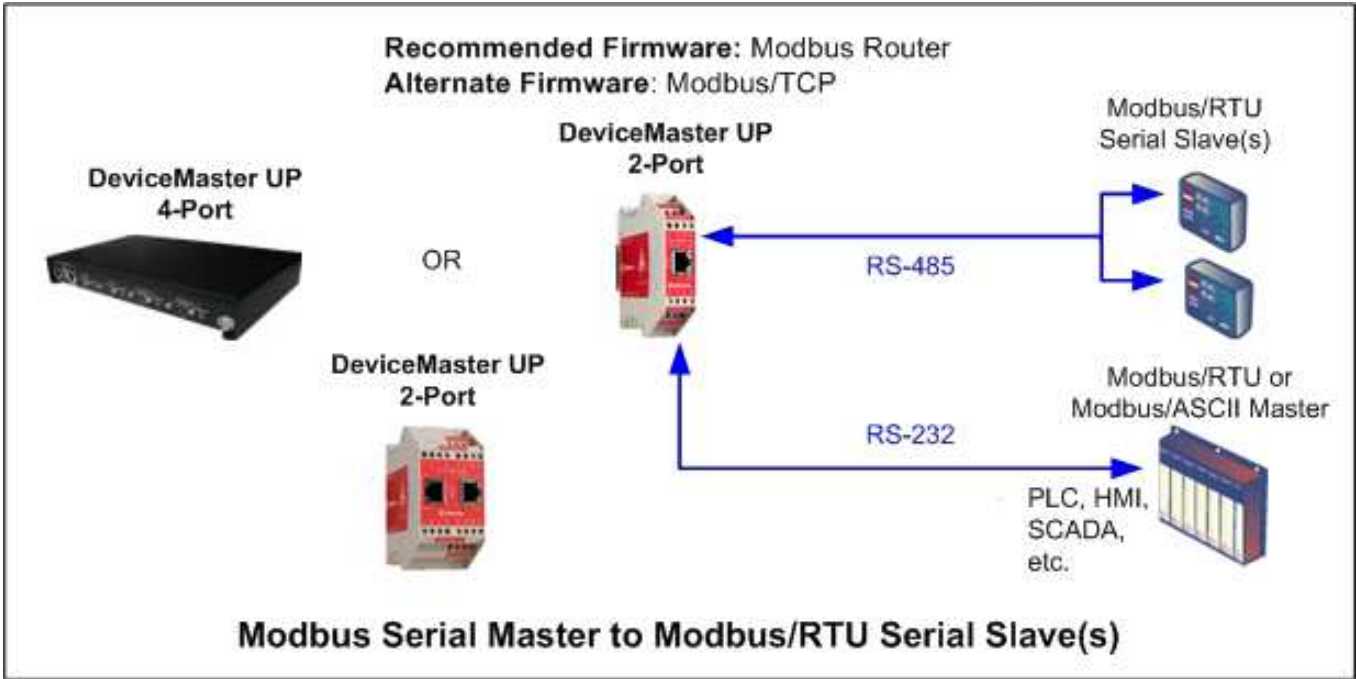 Recommended Firmware: Modbus Router
Alternate Firmware: Modbus/TCP
DeviceMaster UP
4-Port
OR
DeviceMaster UP
2-Port
DeviceMaster UP
2-Port
RS-485
Modbus/RTU
Serial Slave(s)
RS-232
Modbus/RTU or
Modbus/ASCII Master
PLC, HMI,
SCADA,
etc.
Modbus Serial Master to Modbus/RTU Serial Slave(s)